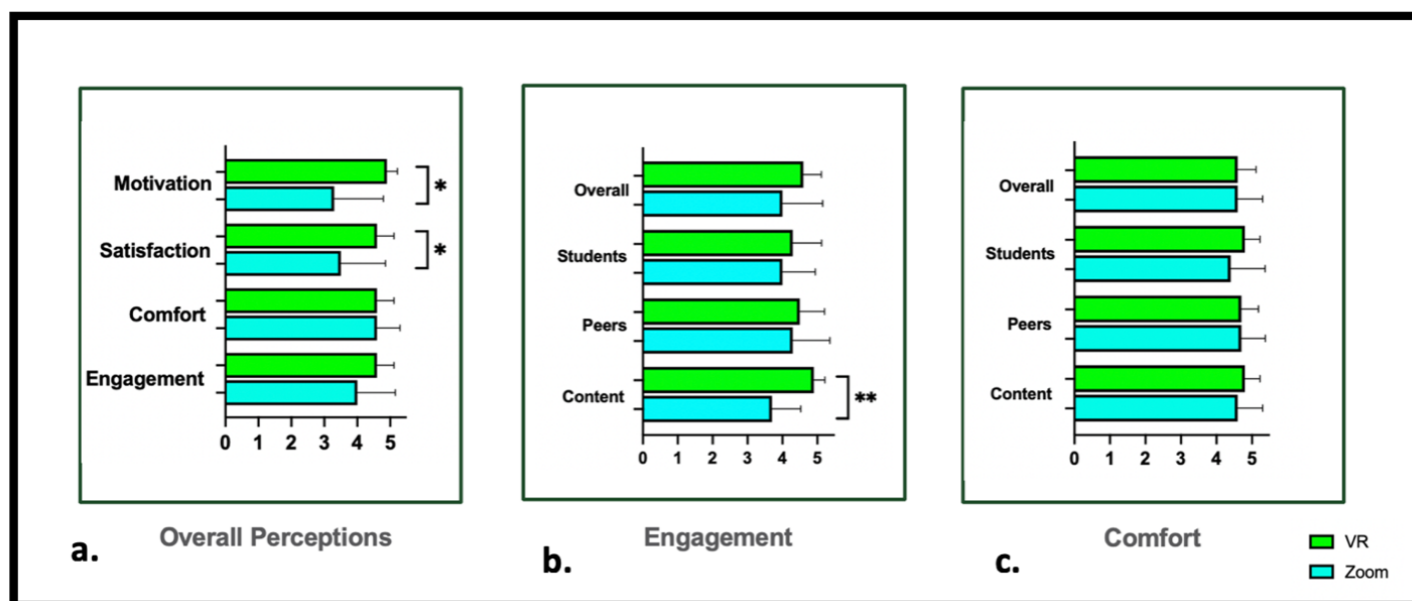 Motivation
*
Satisfaction
*
Comfort
Engagement
0 1 2 3 4 5
a.
Overall Perceptions
Overall
Students
Peers
Content
**
0 1 2 3 4 5
b.
Engagement
Overall
Students
Peers
Content
0 1 2 3 4 5
c.
Comfort
VR
Zoom